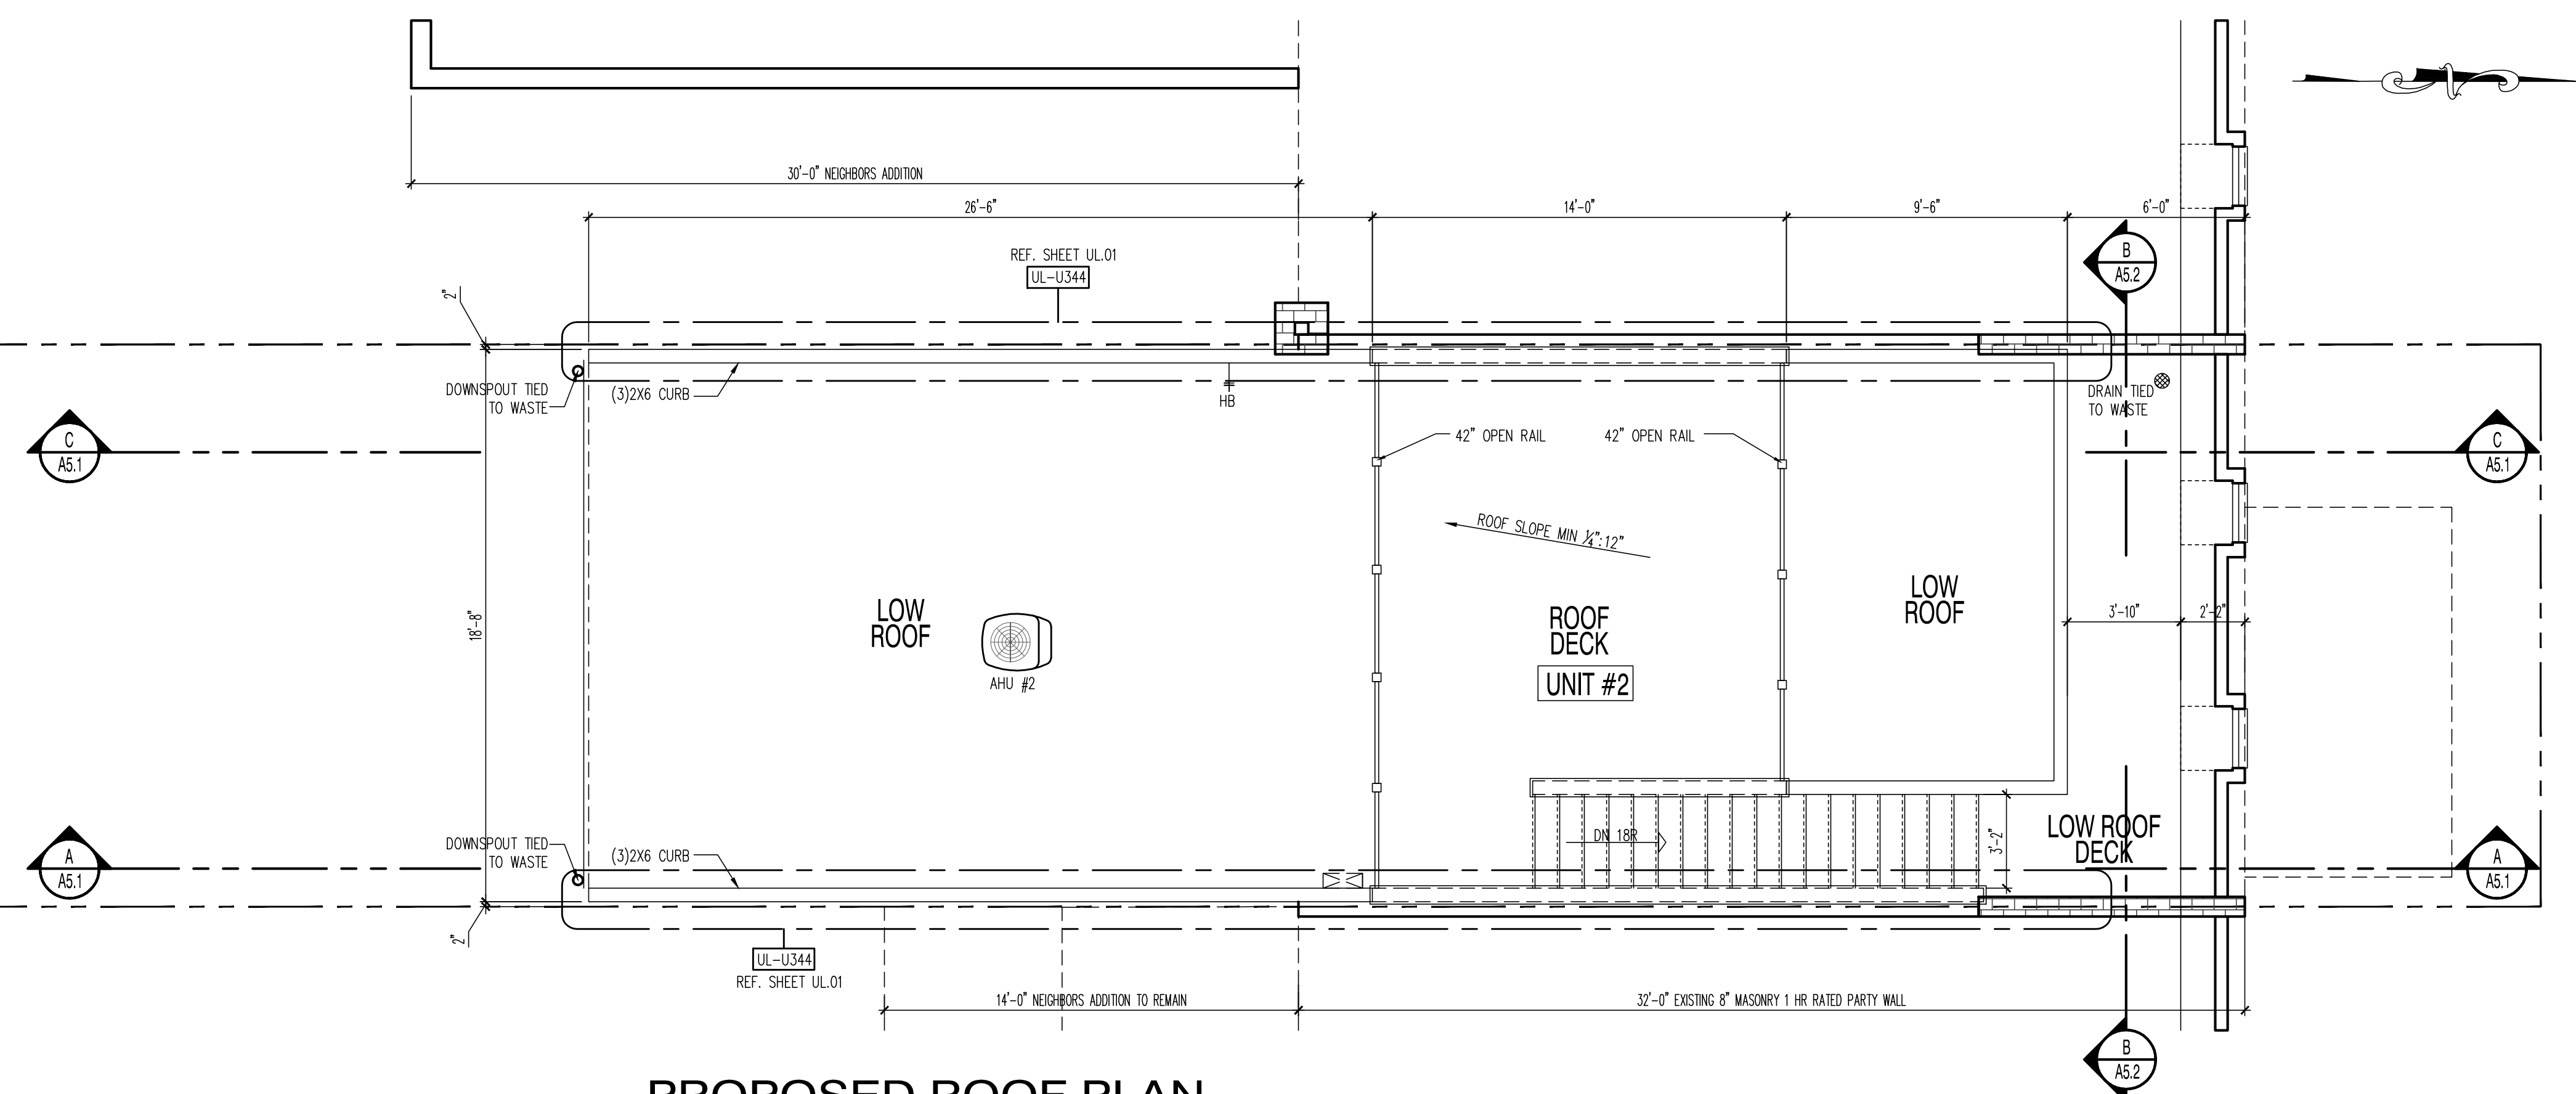 30'-0" NEIGHBORS ADDITION
26'-6"
14'-0"
9'-6"
6'-0"
REF. SHEET UL.01
UL-U344
B
A5.2
2"
DOWNSPOUT TIED
TO WASTE
(3)2X6 CURB
HB
DRAIN TIED
TO WASTE
C
A5.1
42" OPEN RAIL
42" OPEN RAIL
C
A5.1
ROOF SLOPE MIN ¼":12"
LOW
ROOF
AHU #2
ROOF
DECK
UNIT #2
LOW
ROOF
3'-10"
2'-2"
18'-8"
DOWNSPOUT TIED
TO WASTE
(3)2X6 CURB
DN 18R
3'-2"
LOW ROOF
DECK
A
A5.1
A
A5.1
2"
UL-U344
REF. SHEET UL.01
14'-0" NEIGHBORS ADDITION TO REMAIN
32'-0" EXISTING 8" MASONRY 1 HR RATED PARTY WALL
B
A5.2
PROPOSED ROOF PLAN